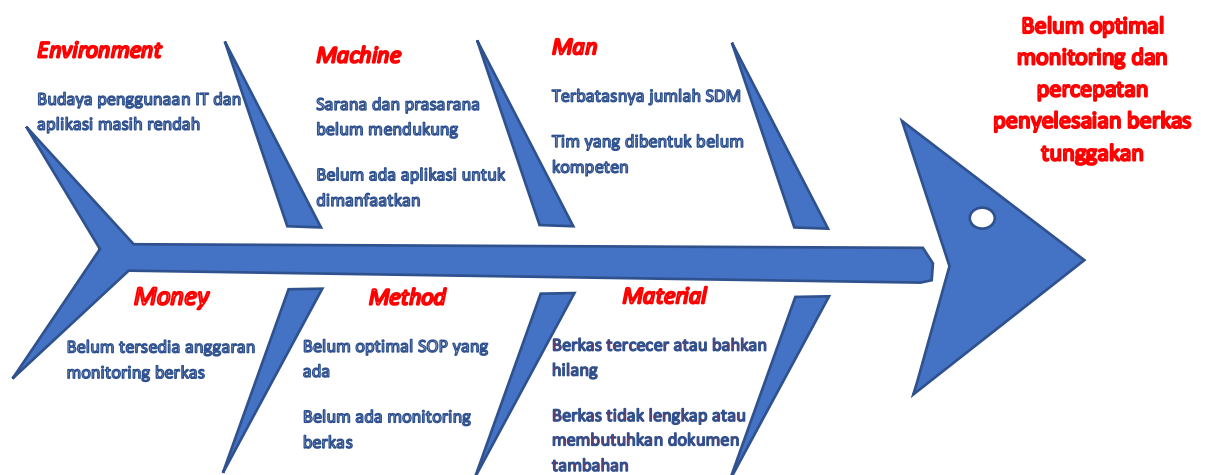 Environment
Budaya penggunaan IT dan
aplikasi masih rendah
Machine
Sarana dan prasarana
belum mendukung
Belum ada aplikasi untuk
dimanfaatkan
Man
Terbatasnya jumlah SDM
Tim yang dibentuk belum
kompeten
Belum optimal
monitoring dan
percepatan
penyelesaian berkas
tunggakan
Money
Belum tersedia anggaran
monitoring berkas
Method
Belum optimal SOP yang
ada
Belum ada monitoring
berkas
Material
Berkas tercecer atau bahkan
hilang
Berkas tidak lengkap atau
membutuhkan dokumen
tambahan